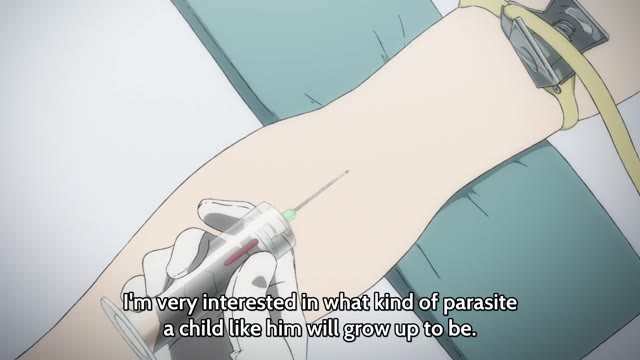 I'm very interested in what kind of parasite
a child like him will grow up to be.